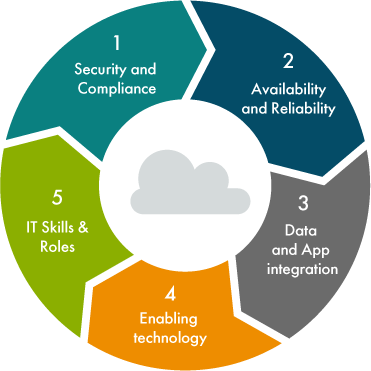 1
Security and
Compliance
2
Availability
and Reliability
3
Data
and App
integration
4
Enabling
technology
5
IT Skills &
Roles